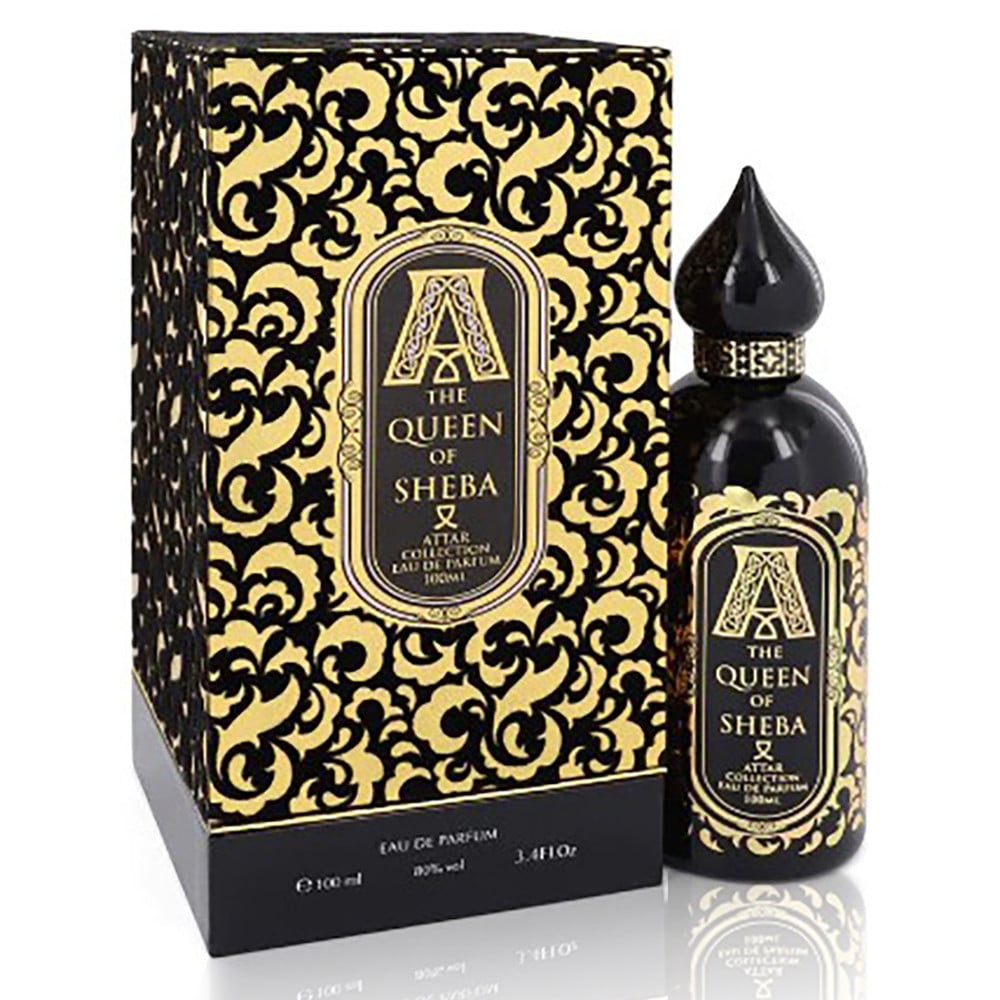 A
THE
QUEEN
OF
SHEBA
ATTAR
COLLECTION
EAU DE PARFUM
100ML
EAU DE PARFUM
℮ 100 ml 80% vol 3.4Fl.Oz
A
THE
QUEEN
OF
SHEBA
ATTAR
COLLECTION
EAU DE PARFUM
100ML